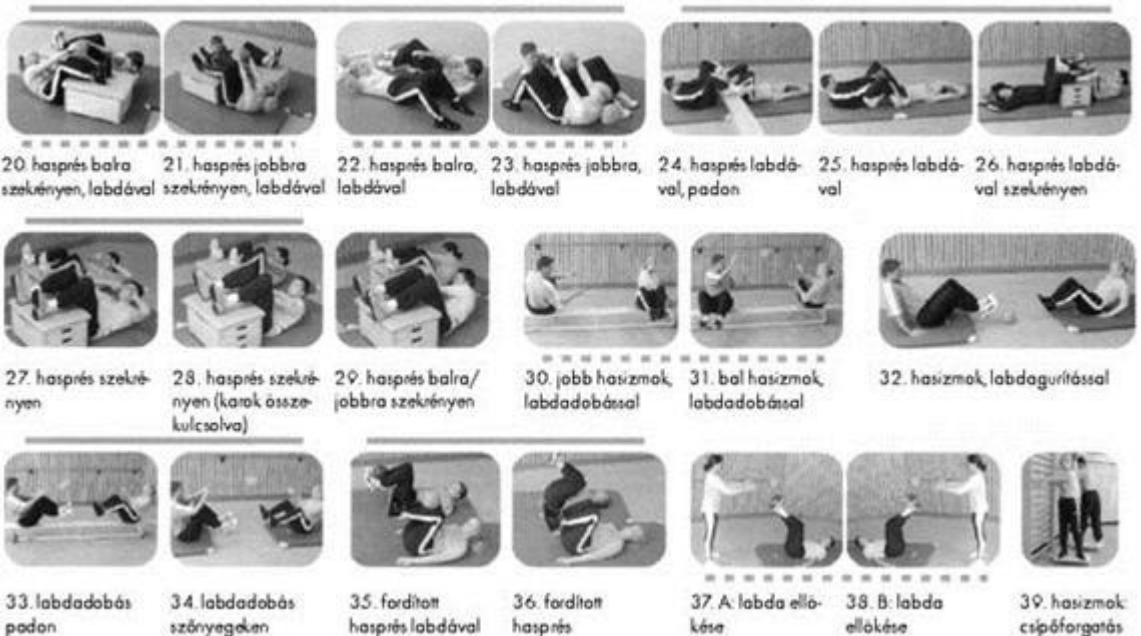 20. hasprés balra
szekrényen, labdával
21. hasprés jobbra
szekrényen, labdával
22. hasprés balra,
labdával
23. hasprés jobbra,
labdával
24. hasprés labdá-
val, padon
25. hasprés labdá-
val
26. hasprés labdá-
val szekrényen
27. hasprés szekré-
nyen
28. hasprés szekré-
nyen (karok össze-
kulcsolva)
29. hasprés balra/
jobbra szekrényen
30. jobb hasizmok,
labdadobással
31. bal hasizmok,
labdadobással
32. hasizmok, labdagurítással
33. labdadobás
padon
34. labdadobás
szőnyegeken
35. fordított
hasprés labdával
36. fordított
hasprés
37. A: labda ellö-
kése
38. B: labda
ellökése
39. hasizmok:
csípőforgatás